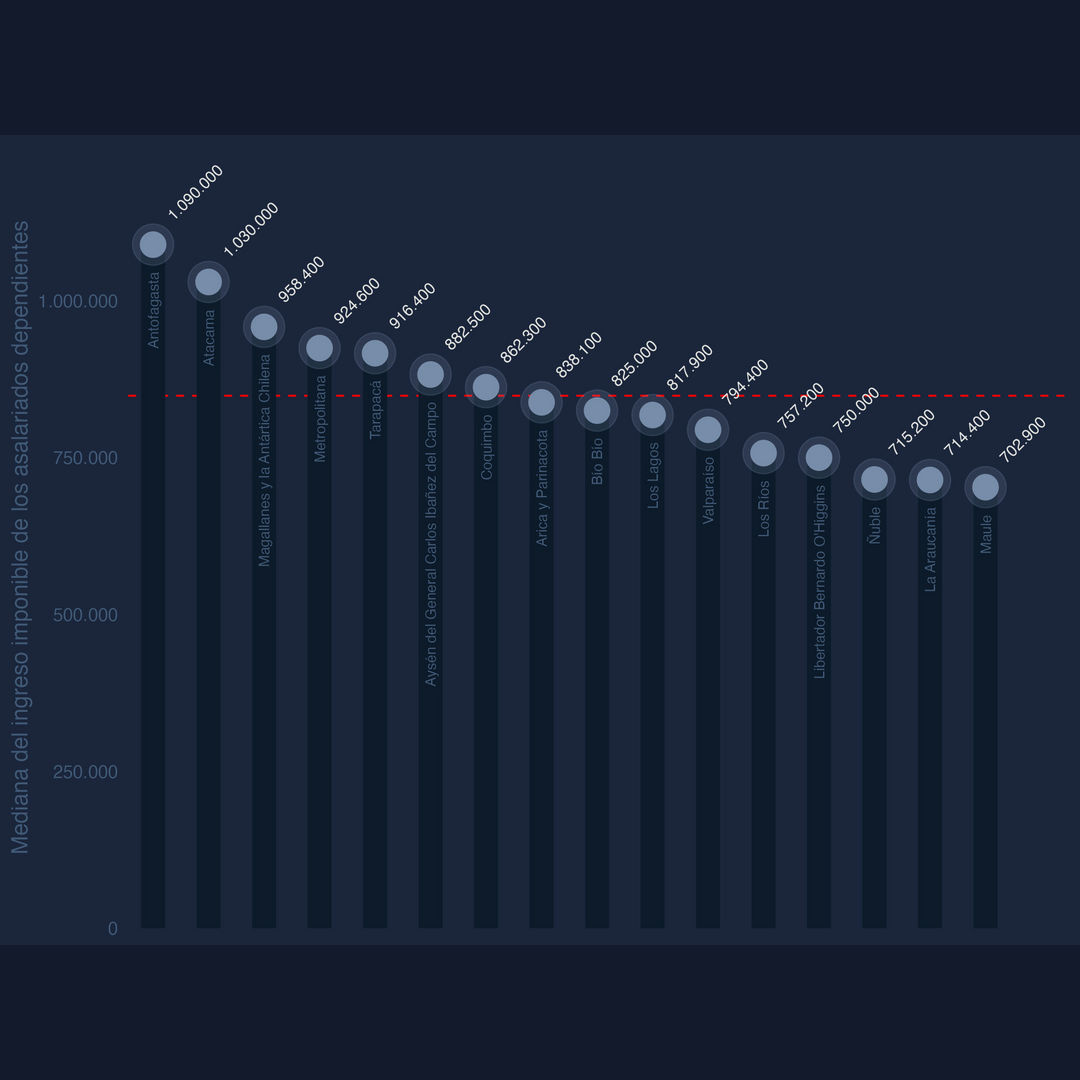 Mediana del ingreso imponible de los asalariados dependientes
1.000.000
750.000
500.000
250.000
0
1.090.000
1.030.000
958.400
924.600
916.400
882.500
862.300
838.100
825.000
817.900
794.400
757.200
750.000
715.200
714.400
702.900
Antofagasta
Atacama
Magallanes y la Antártica Chilena
Metropolitana
Tarapacá
Aysén del General Carlos Ibañez del Campo
Coquimbo
Arica y Parinacota
Bio Bio
Los Lagos
Valparaiso
Los Rios
Libertador Bernardo O'Higgins
Ñuble
La Araucania
Maule